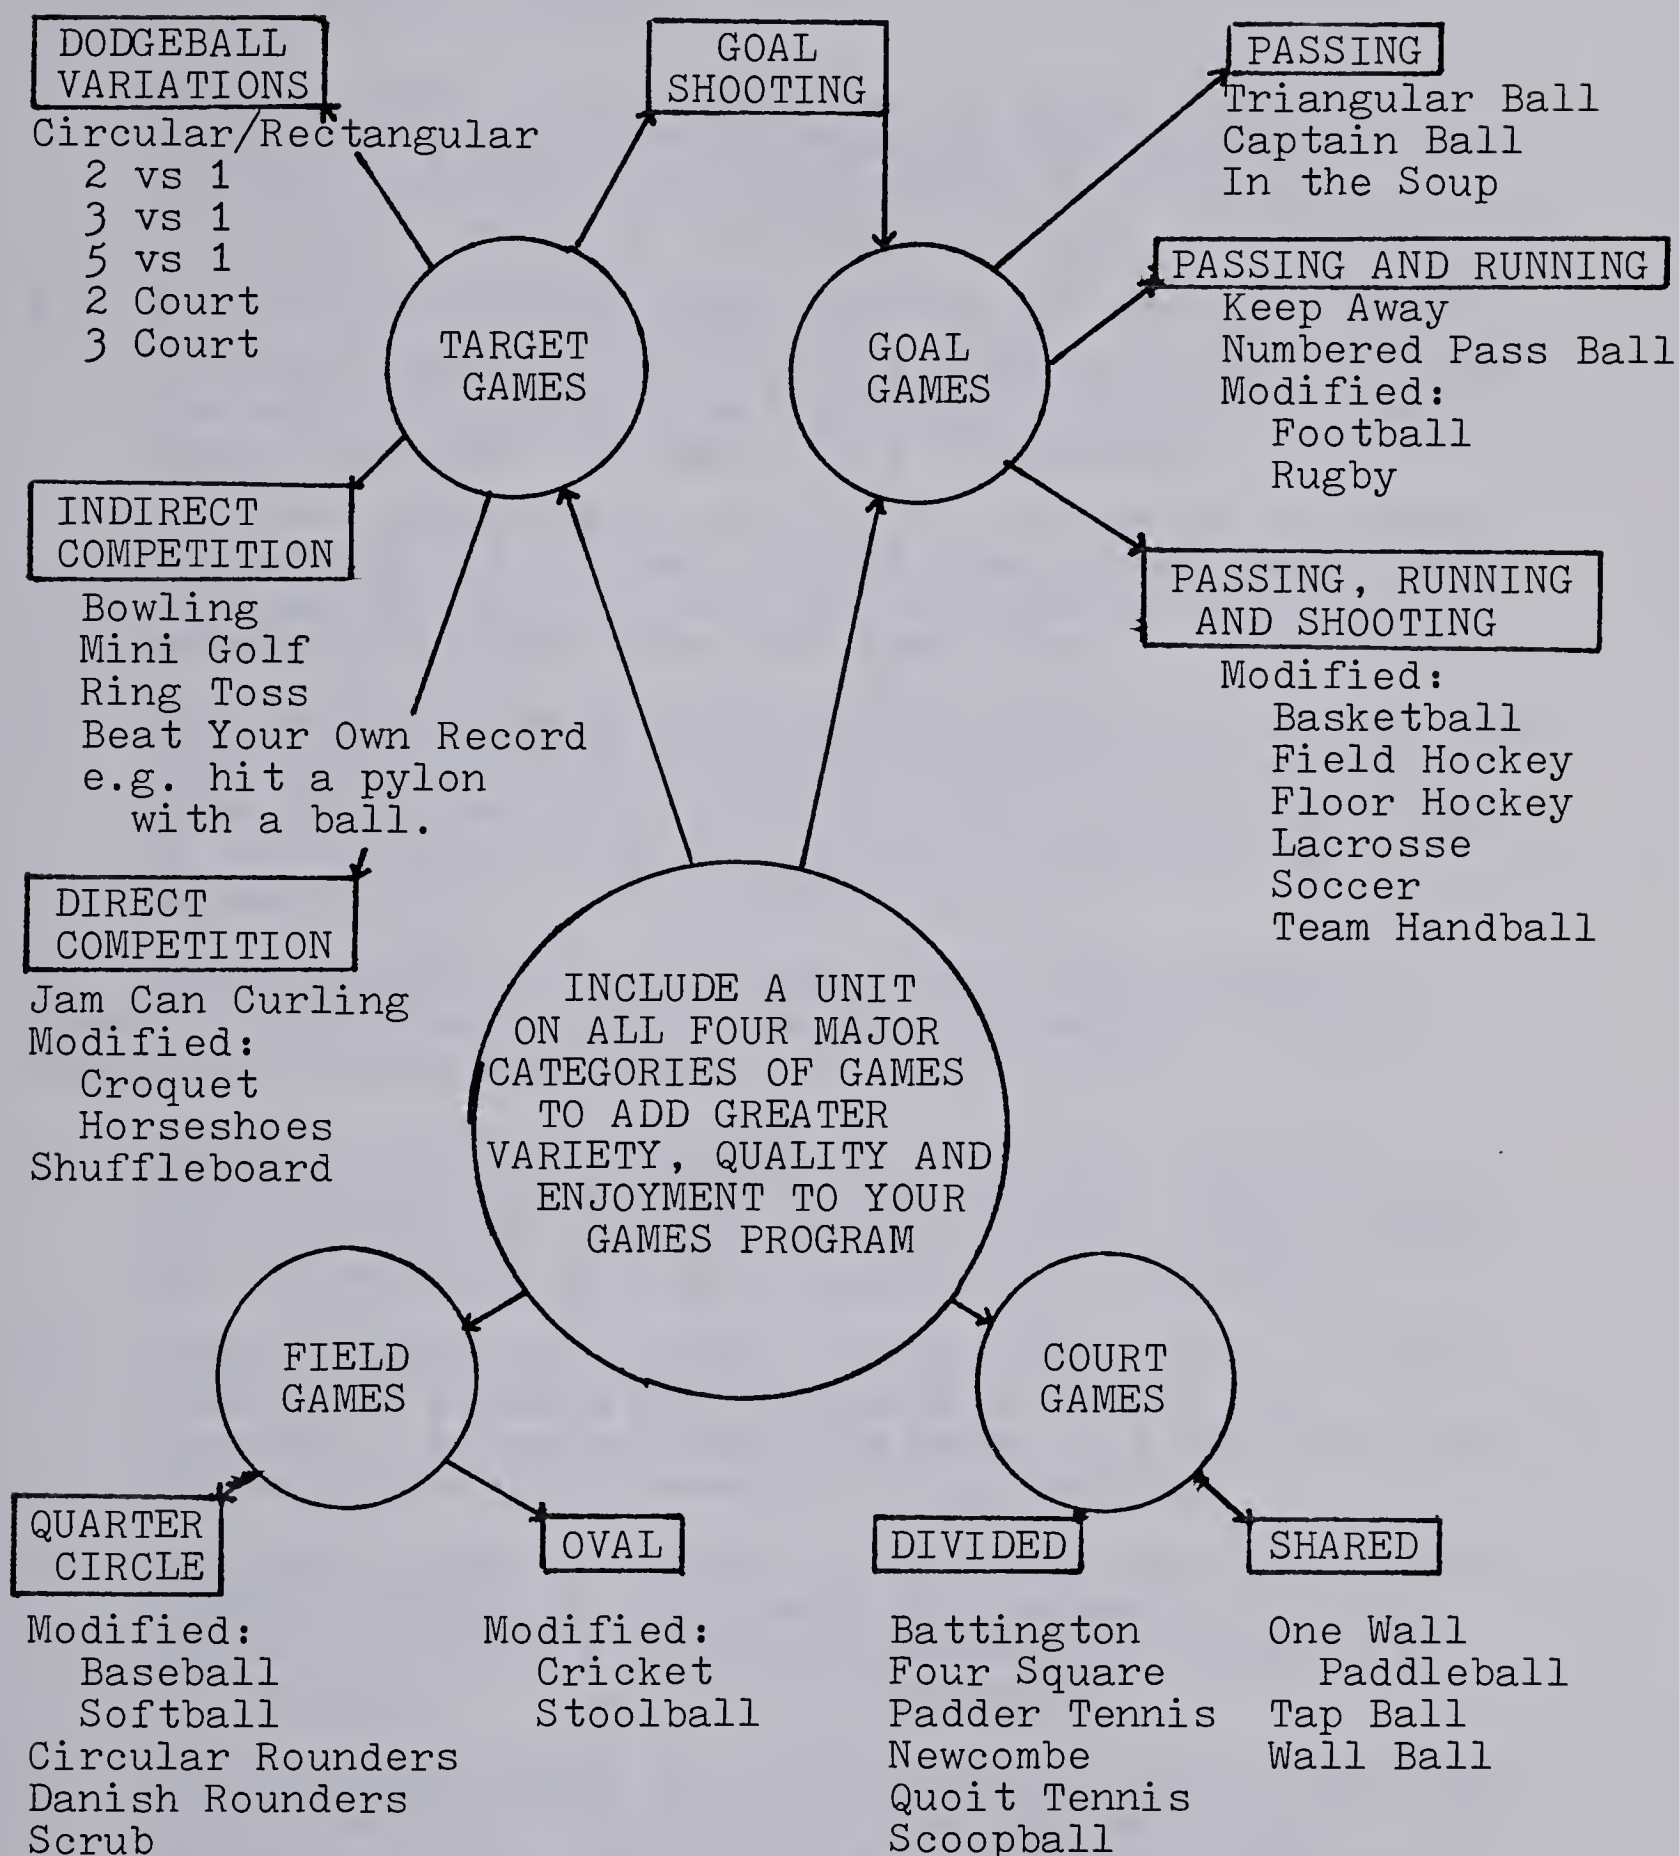 DODGEBALL
VARIATIONS
Circular/Rectangular
2 vs 1
3 vs 1
5 vs 1
2 Court
3 Court
GOAL
SHOOTING
PASSING
Triangular Ball
Captain Ball
In the Soup
PASSING AND RUNNING
Keep Away
Numbered Pass Ball
Modified:
Football
Rugby
TARGET
GAMES
GOAL
GAMES
INDIRECT
COMPETITION
Bowling
Mini Golf
Ring Toss
Beat Your Own Record
e.g. hit a pylon
with a ball.
PASSING, RUNNING
AND SHOOTING
Modified:
Basketball
Field Hockey
Floor Hockey
Lacrosse
Soccer
Team Handball
DIRECT
COMPETITION
Jam Can Curling
Modified:
Croquet
Horseshoes
Shuffleboard
INCLUDE A UNIT
ON ALL FOUR MAJOR
CATEGORIES OF GAMES
TO ADD GREATER
VARIETY, QUALITY AND
ENJOYMENT TO YOUR
GAMES PROGRAM
FIELD
GAMES
COURT
GAMES
QUARTER
CIRCLE
Modified:
Baseball
Softball
Circular Rounders
Danish Rounders
Scrub
OVAL
Modified:
Cricket
Stoolball
DIVIDED
Battington
Four Square
Padder Tennis
Newcombe
Quoit Tennis
Scoopball
SHARED
One Wall
Paddleball
Tap Ball
Wall Ball